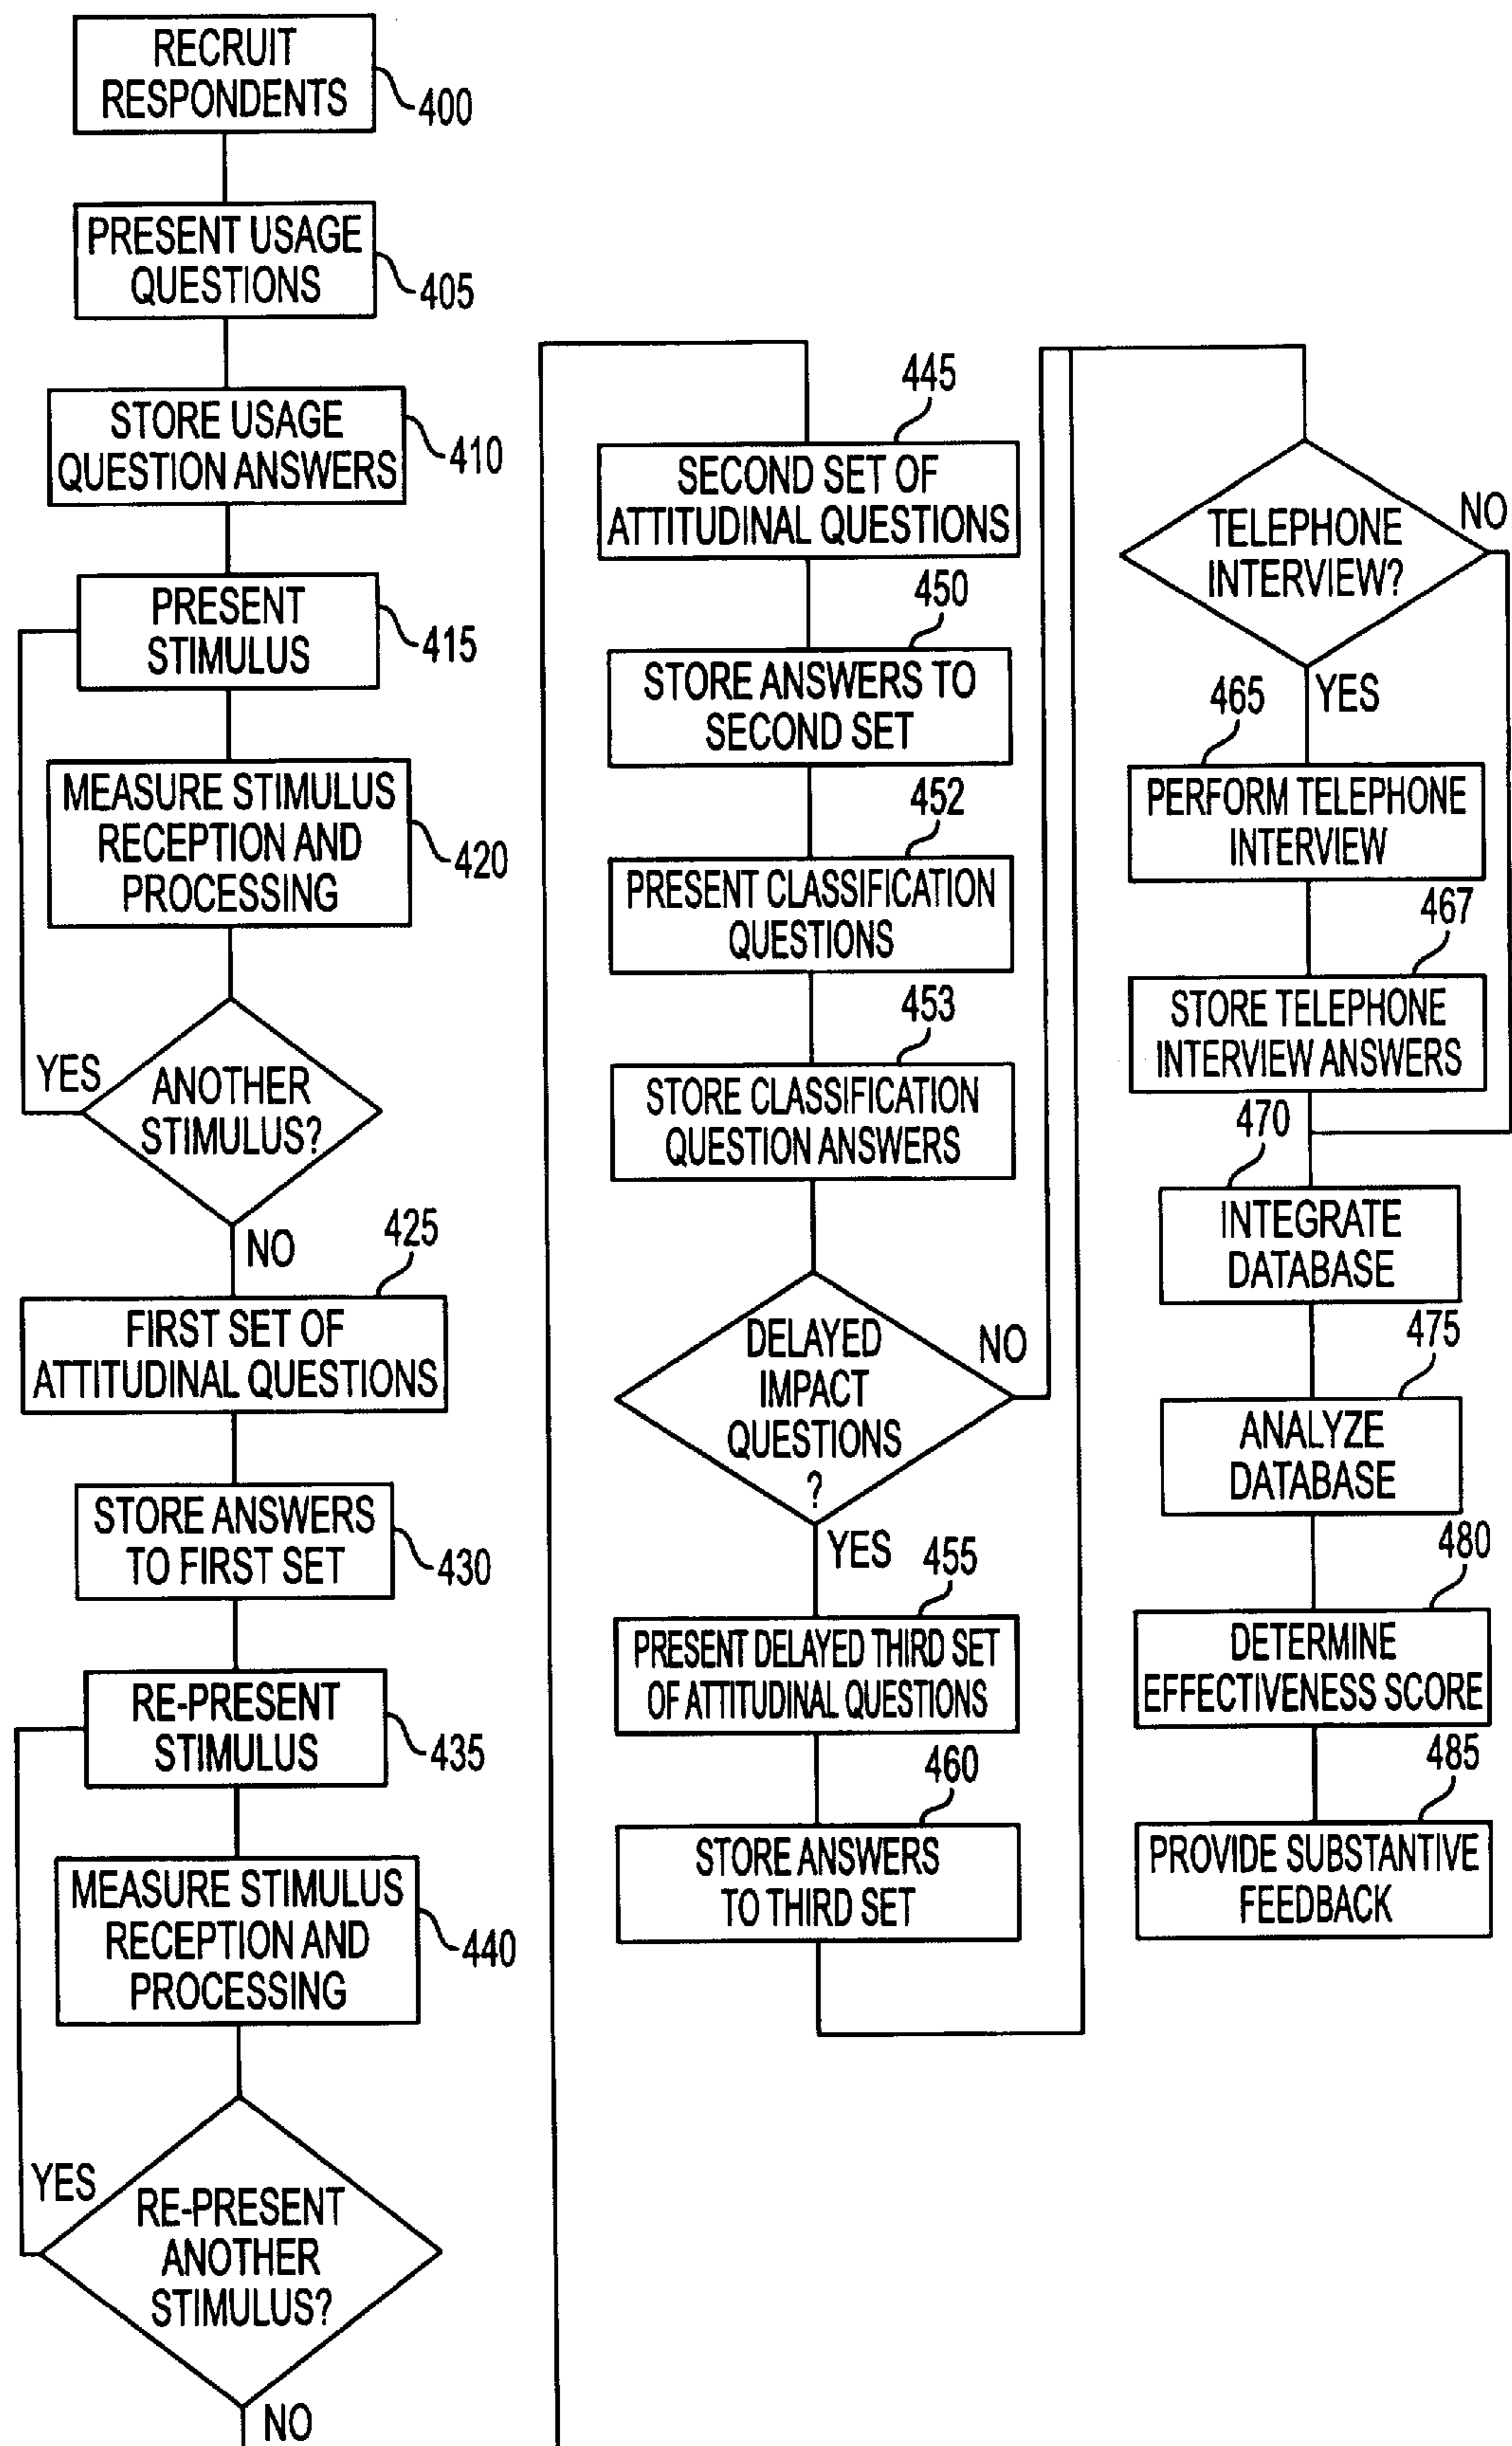 RECRUIT
RESPONDENTS
400
PRESENT USAGE
QUESTIONS
405
STORE USAGE
QUESTION ANSWERS
410
PRESENT
STIMULUS
415
MEASURE STIMULUS
RECEPTION AND
PROCESSING
420
YES
ANOTHER
STIMULUS?
NO
425
FIRST SET OF
ATTITUDINAL QUESTIONS
STORE ANSWERS
TO FIRST SET
430
RE-PRESENT
STIMULUS
435
MEASURE STIMULUS
RECEPTION AND
PROCESSING
440
YES
RE-PRESENT
ANOTHER
STIMULUS?
NO
445
SECOND SET OF
ATTITUDINAL QUESTIONS
450
STORE ANSWERS TO
SECOND SET
452
PRESENT CLASSIFICATION
QUESTIONS
453
STORE CLASSIFICATION
QUESTION ANSWERS
DELAYED
IMPACT
QUESTIONS
?
NO
YES
455
PRESENT DELAYED THIRD SET
OF ATTITUDINAL QUESTIONS
460
STORE ANSWERS
TO THIRD SET
TELEPHONE
INTERVIEW?
NO
YES
465
PERFORM TELEPHONE
INTERVIEW
467
STORE TELEPHONE
INTERVIEW ANSWERS
470
INTEGRATE
DATABASE
475
ANALYZE
DATABASE
480
DETERMINE
EFFECTIVENESS SCORE
485
PROVIDE SUBSTANTIVE
FEEDBACK